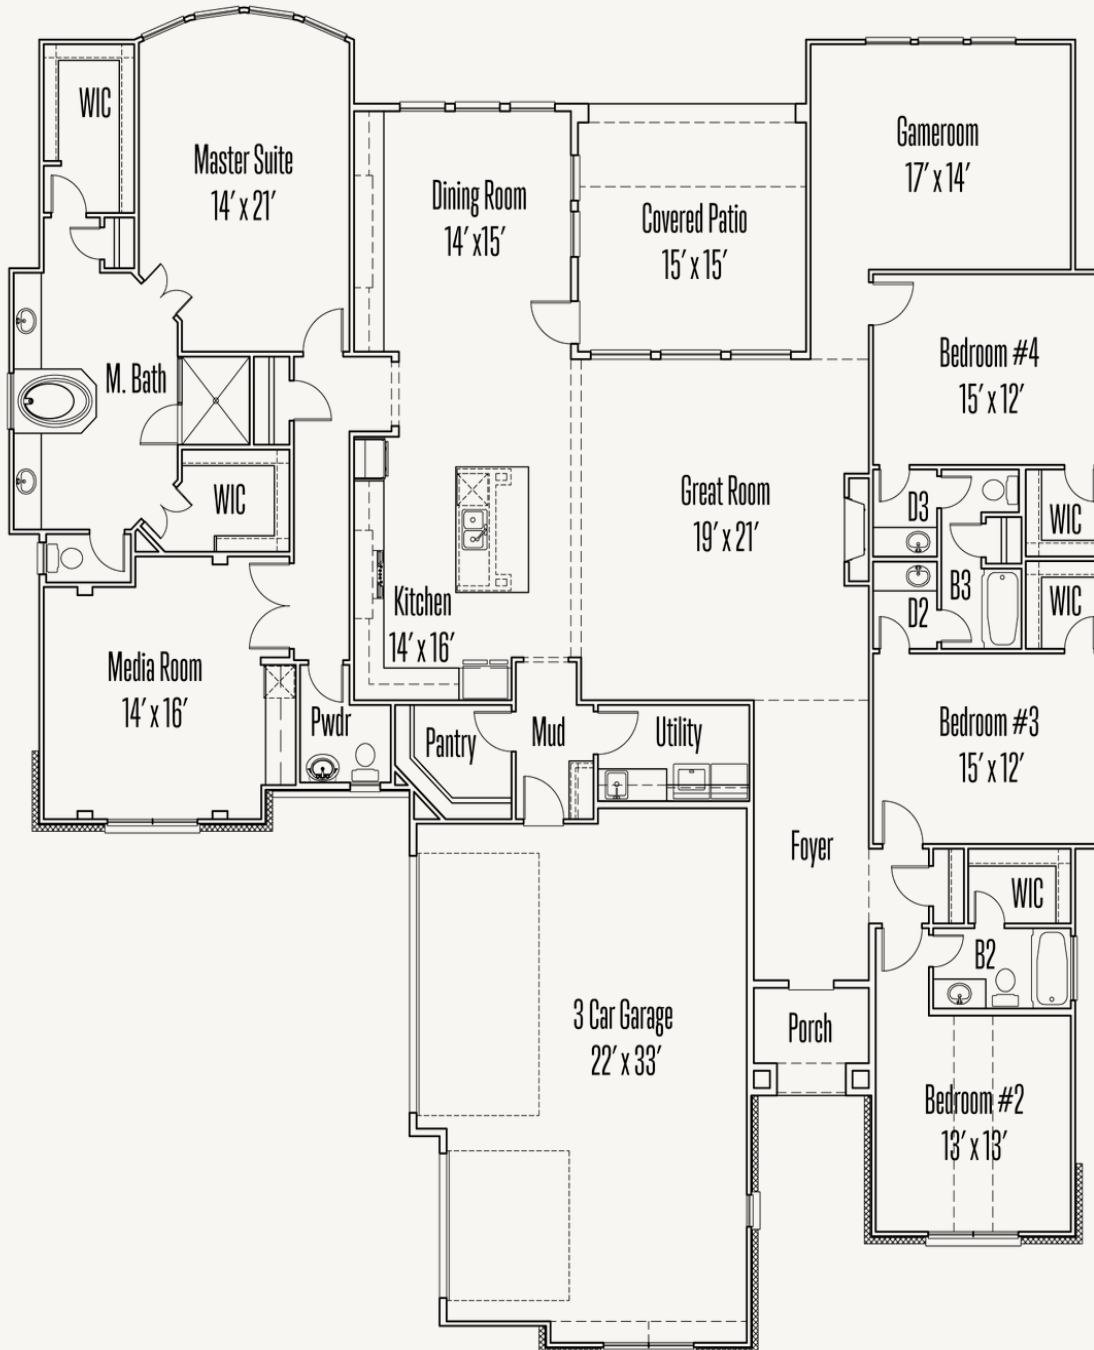 WIC
Master Suite
14' x 21'
Dining Room
14' x15'
Covered Patio
15' x 15'
Gameroom
17' x 14'
M. Bath
WIC
Bedroom #4
15' x 12'
Great Room
19' x 21'
D3
WIC
B3
D2
WIC
Kitchen
14' x 16'
Media Room
14' x 16'
Pwdr
Pantry
Mud
Utility
Bedroom #3
15' x 12'
Foyer
WIC
B2
3 Car Garage
22' x 33'
Porch
Bedroom #2
13' x 13'